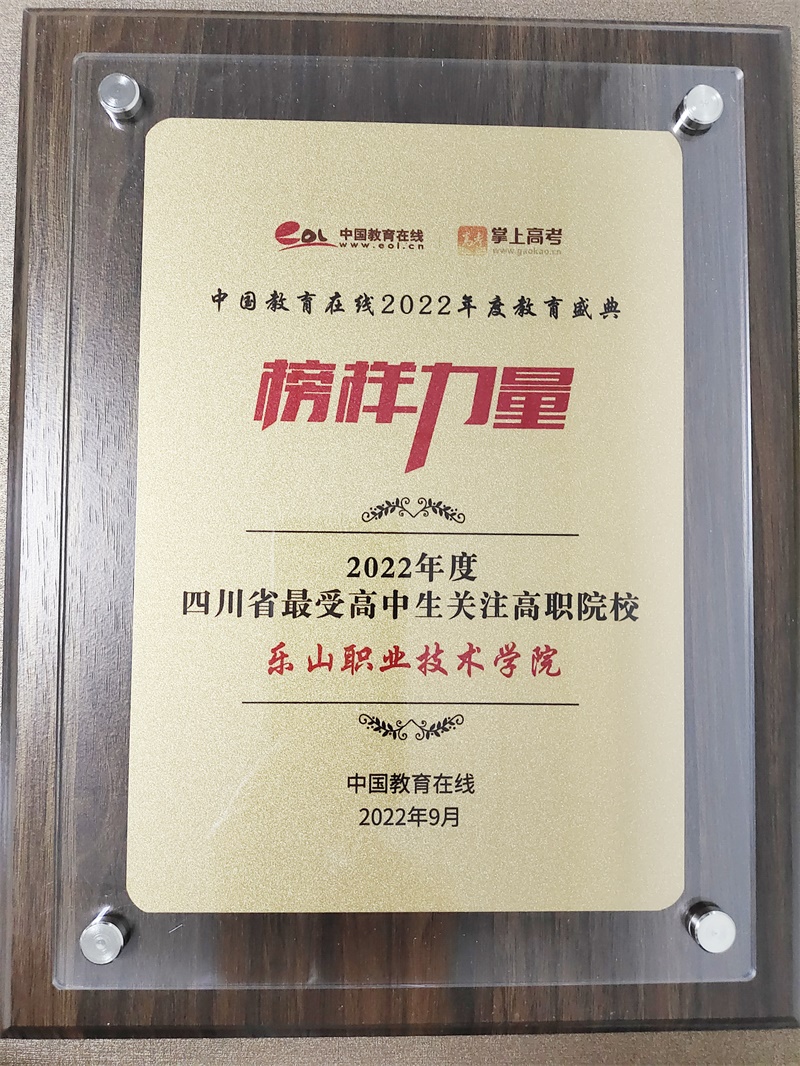 eol 中国教育在线 掌上高考
www.eol.cn www.gaokao.cn
中国教育在线2022年度教育盛典
榜样力量
2022年度
四川省最受高中生关注高职院校
乐山职业技术学院
中国教育在线
2022年9月